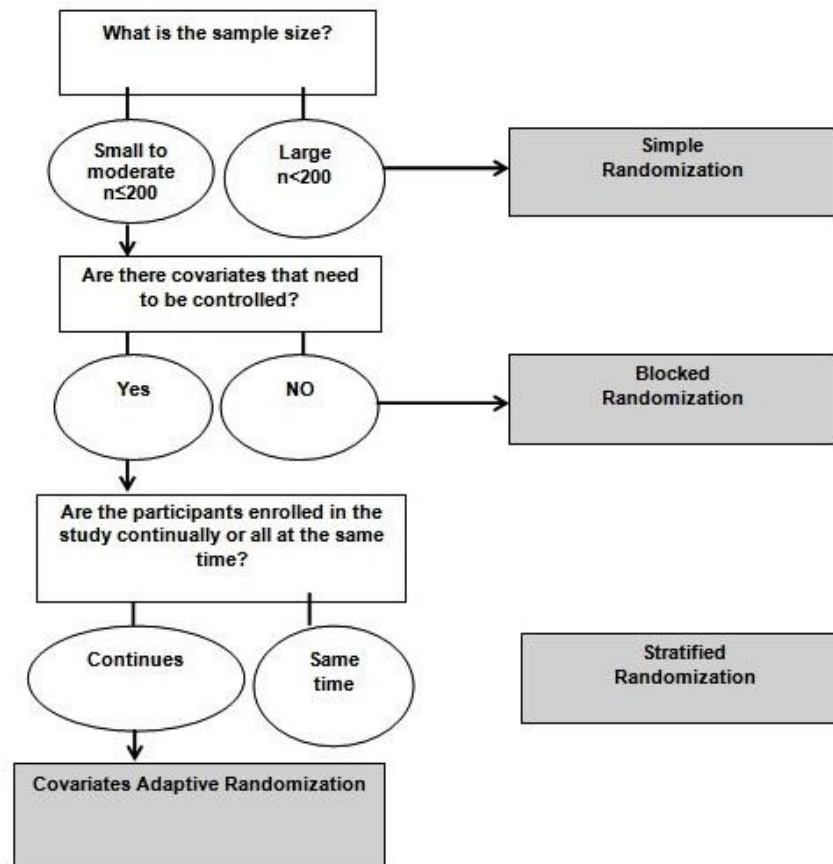 What is the sample size?
Small to
moderate
n≤200
Large
n<200
Simple
Randomization
Are there covariates that need
to be controlled?
Yes
NO
Blocked
Randomization
Are the participants enrolled in the
study continually or all at the same
time?
Continues
Same
time
Stratified
Randomization
Covariates Adaptive Randomization